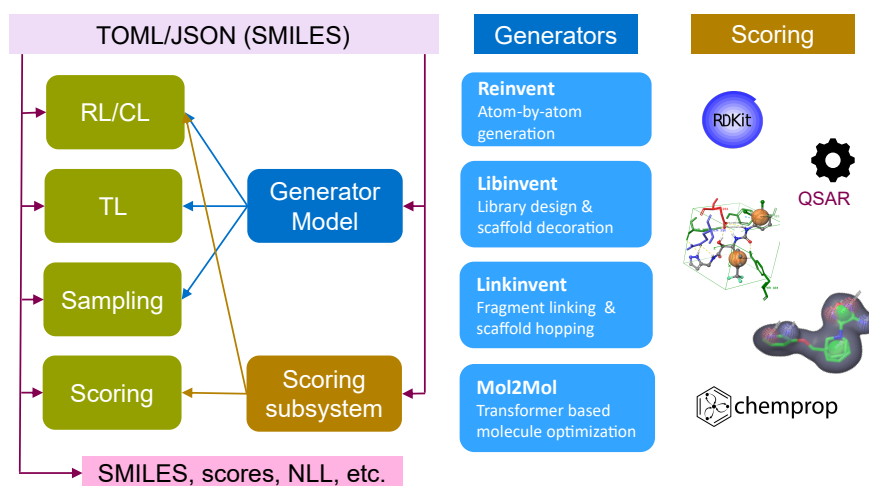 TOML/JSON (SMILES)
RL/CL
TL
Sampling
Scoring
Generator
Model
Scoring
subsystem
SMILES, scores, NLL, etc.
Generators
Reinvent
Atom-by-atom
generation
Libinvent
Library design &
scaffold decoration
Linkinvent
Fragment linking &
scaffold hopping
Mol2Mol
Transformer based
molecule optimization
Scoring
RDKit
QSAR
chemprop